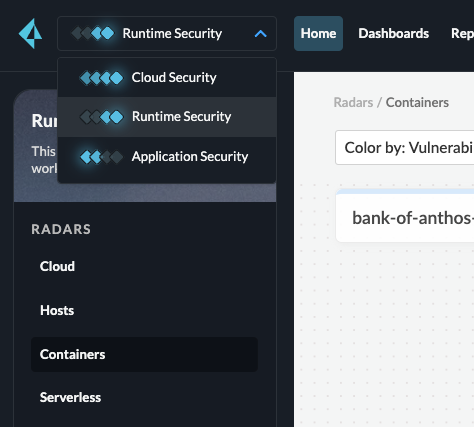 Runtime Security
Home
Dashboards
Rep
Cloud Security
Runtime Security
Application Security
Run
This
worl
RADARS
Cloud
Hosts
Containers
Serverless
Radars / Containers
Color by: Vulnerabi
bank-of-anthos-